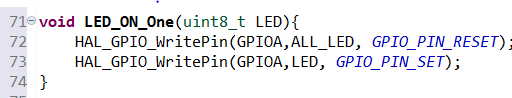 71 void LED_ON_One(uint8_t LED){
72 HAL_GPIO_WritePin(GPIOA,ALL_LED, GPIO_PIN_RESET);
73 HAL_GPIO_WritePin(GPIOA,LED, GPIO_PIN_SET);
74 }